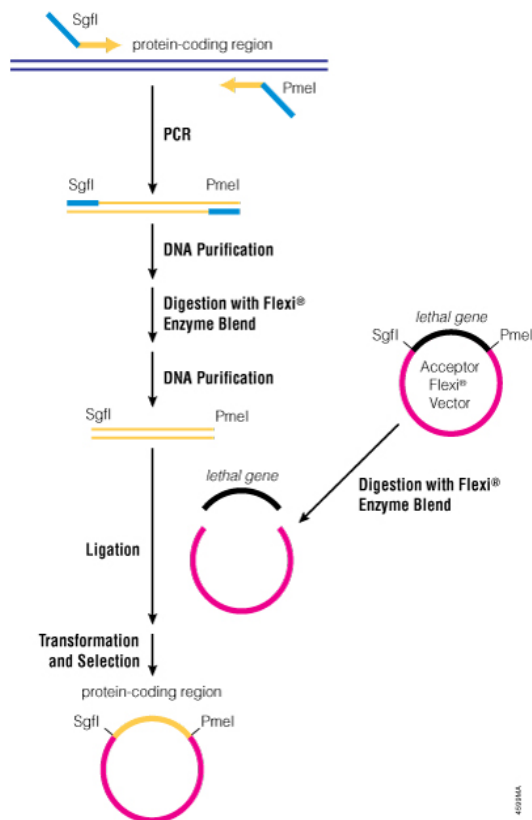 SgfI
protein-coding region
PmeI
PCR
SgfI
PmeI
DNA Purification
Digestion with Flexi®
Enzyme Blend
DNA Purification
lethal gene
SgfI
PmeI
Acceptor
Flexi®
Vector
SgfI
PmeI
Digestion with Flexi®
Enzyme Blend
lethal gene
Ligation
Transformation
and Selection
protein-coding region
SgfI
PmeI
4599MA